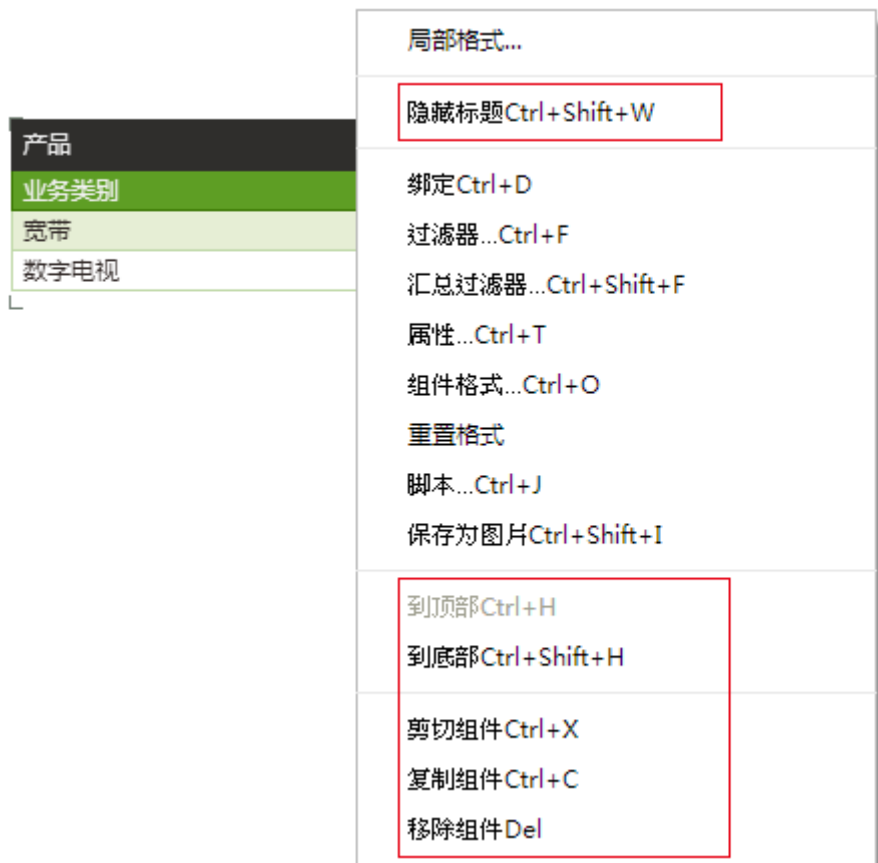 局部格式...
隐藏标题Ctrl+Shift+W
产品
业务类别
宽带
数字电视
绑定Ctrl+D
过滤器...Ctrl+F
汇总过滤器...Ctrl+Shift+F
属性...Ctrl+T
组件格式...Ctrl+O
重置格式
脚本...Ctrl+J
保存为图片Ctrl+Shift+I
到顶部Ctrl+H
到底部Ctrl+Shift+H
剪切组件Ctrl+X
复制组件Ctrl+C
移除组件Del